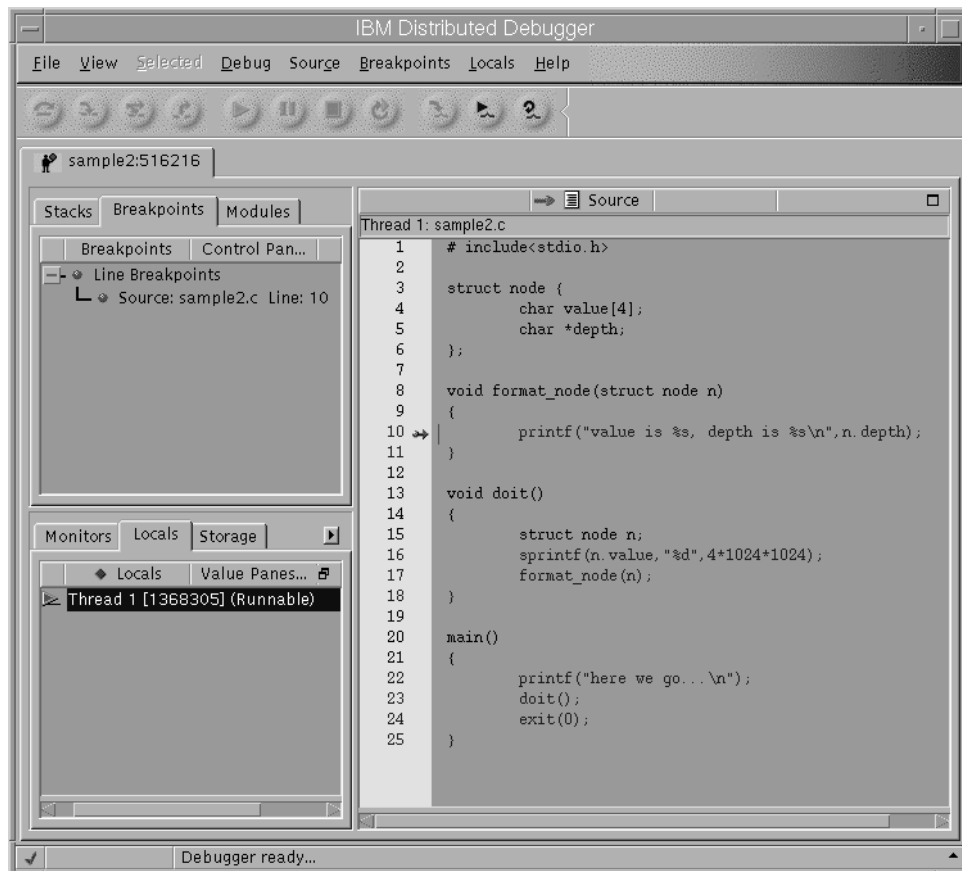 IBM Distributed Debugger
File View Selected Debug Source Breakpoints Locals Help
sample2:516216
Stacks Breakpoints Modules
Breakpoints Control Pan...
Line Breakpoints
Source: sample2.c Line: 10
Monitors Locals Storage
Locals Value Panes...
Thread 1 [1368305] (Runnable)
Source
Thread 1: sample2.c
1 # include<stdio.h>
2
3 struct node {
4 char value[4];
5 char *depth;
6 };
7
8 void format_node(struct node n)
9 {
10 printf("value is %s, depth is %s\n",n.depth);
11 }
12
13 void doit()
14 {
15 struct node n;
16 sprintf(n.value,"%d",4*1024*1024);
17 format_node(n);
18 }
19
20 main()
21 {
22 printf("here we go...\n");
23 doit();
24 exit(0);
25 }
Debugger ready...